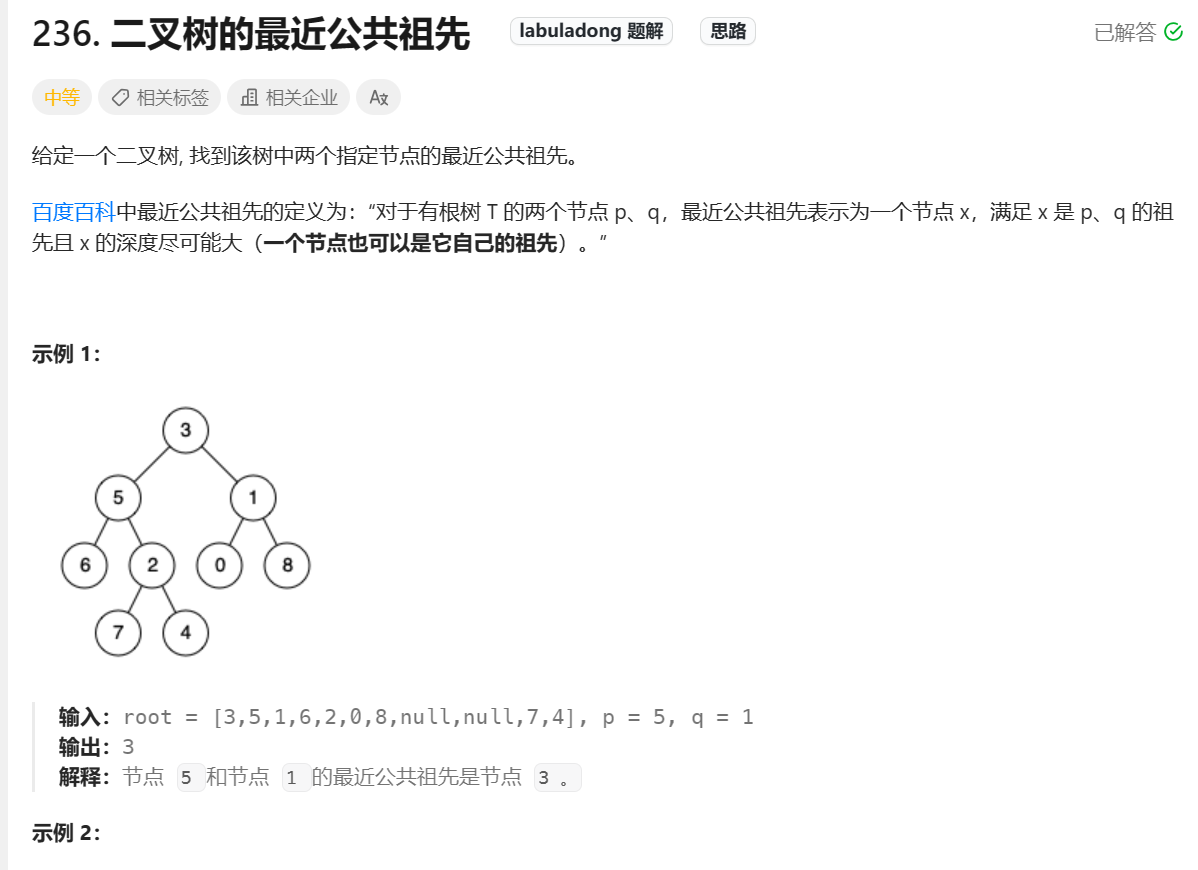 236. 二叉树的最近公共祖先 labuladong 题解 思路 已解答
中等 相关标签 相关企业 A文
给定一个二叉树, 找到该树中两个指定节点的最近公共祖先。
百度百科中最近公共祖先的定义为：“对于有根树 T 的两个节点 p、q，最近公共祖先表示为一个节点 x，满足 x 是 p、q 的祖
先且 x 的深度尽可能大（一个节点也可以是它自己的祖先）。”
示例 1：
3
5 1
6 2 0 8
7 4
输入：root = [3,5,1,6,2,0,8,null,null,7,4], p = 5, q = 1
输出：3
解释：节点 5 和节点 1 的最近公共祖先是节点 3 。
示例 2：